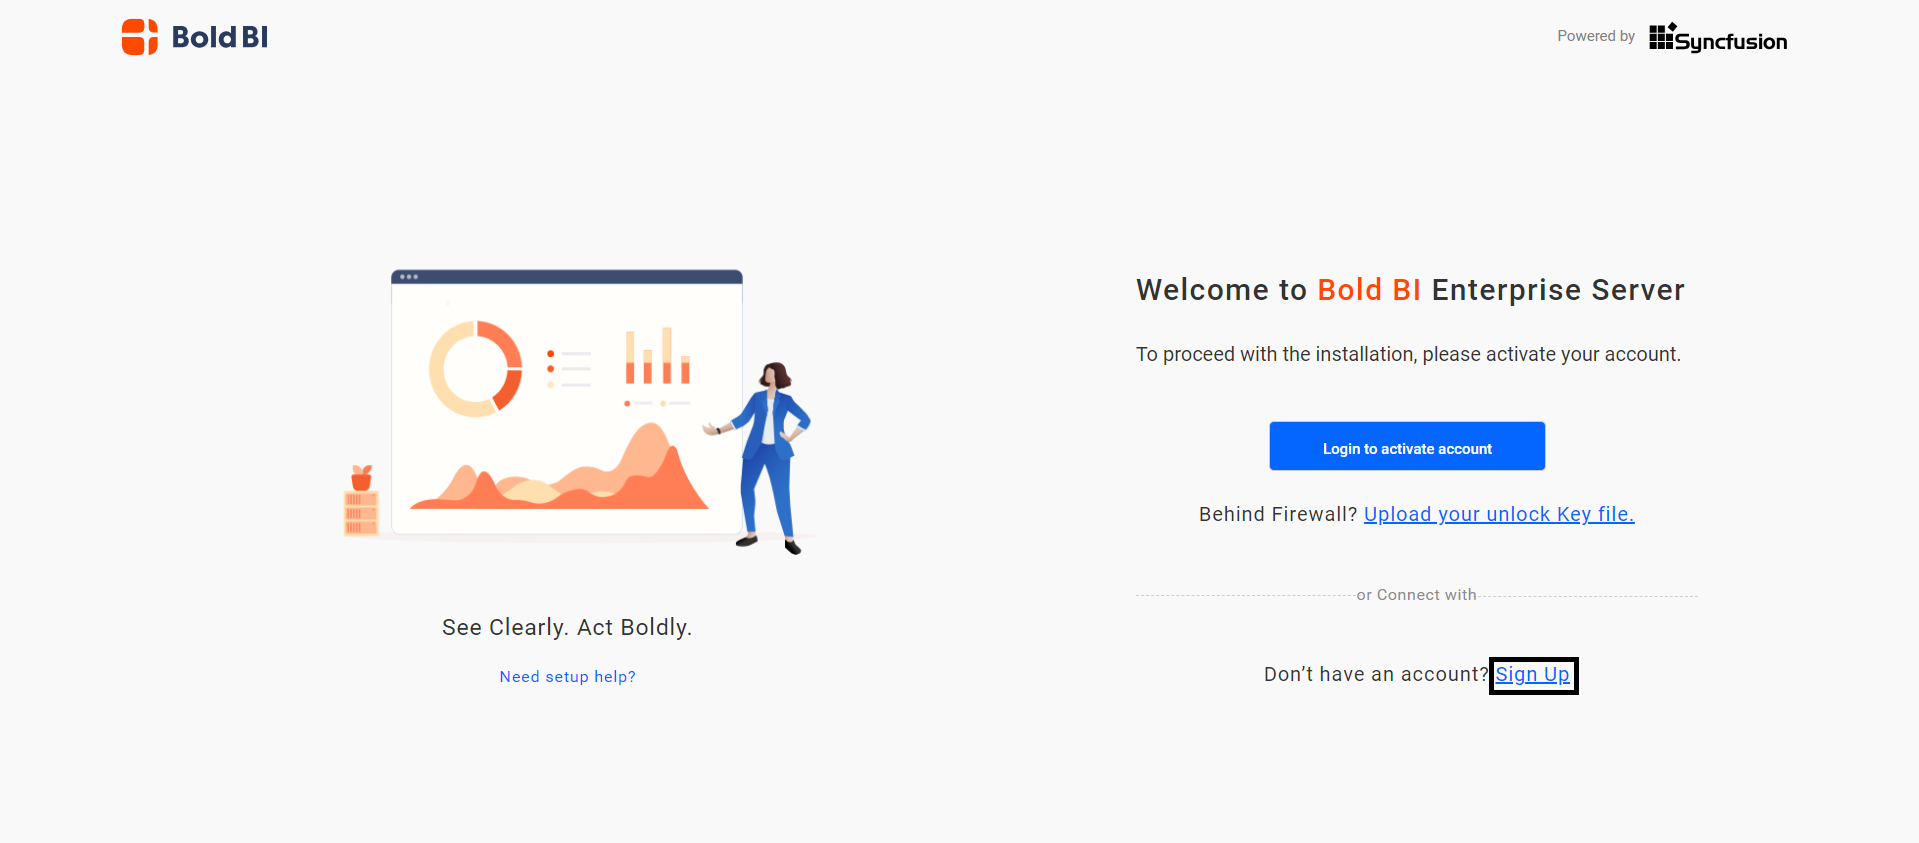 Bold BI
Powered by Syncfusion
Welcome to Bold BI Enterprise Server
To proceed with the installation, please activate your account.
Login to activate account
Behind Firewall? Upload your unlock Key file.
or Connect with
Don’t have an account? Sign Up
See Clearly. Act Boldly.
Need setup help?